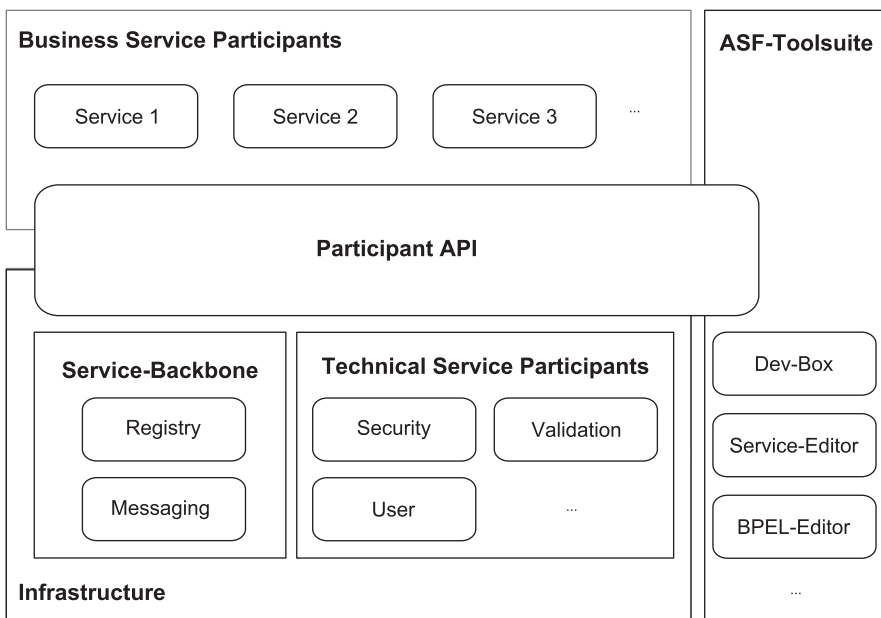 Business Service Participants
Service 1
Service 2
Service 3
...
Participant API
Service-Backbone
Registry
Messaging
Technical Service Participants
Security
Validation
User
...
Infrastructure
ASF-Toolsuite
Dev-Box
Service-Editor
BPEL-Editor
...